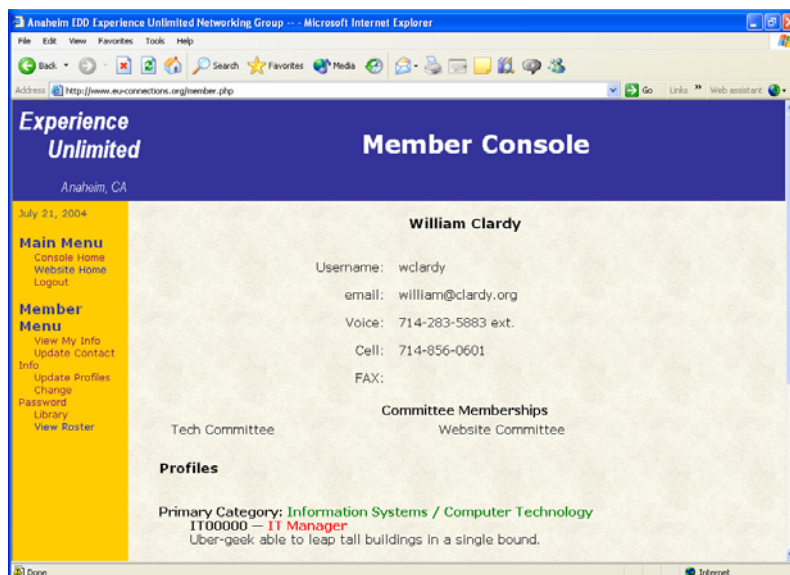 Anaheim EDD Experience Unlimited Networking Group -- - Microsoft Internet Explorer
File Edit View Favorites Tools Help
Back Search Favorites Media
Address http://www.eu-connections.org/member.php Go Links » Web assistant
Experience
Unlimited
Anaheim, CA
Member Console
July 21, 2004
Main Menu
Console Home
Website Home
Logout
Member
Menu
View My Info
Update Contact
Info
Update Profiles
Change
Password
Library
View Roster
William Clardy
Username: wclardy
email: william@clardy.org
Voice: 714-283-5883 ext.
Cell: 714-856-0601
FAX:
Committee Memberships
Tech Committee Website Committee
Profiles
Primary Category: Information Systems / Computer Technology
IT00000 — IT Manager
Uber-geek able to leap tall buildings in a single bound.
Done Internet